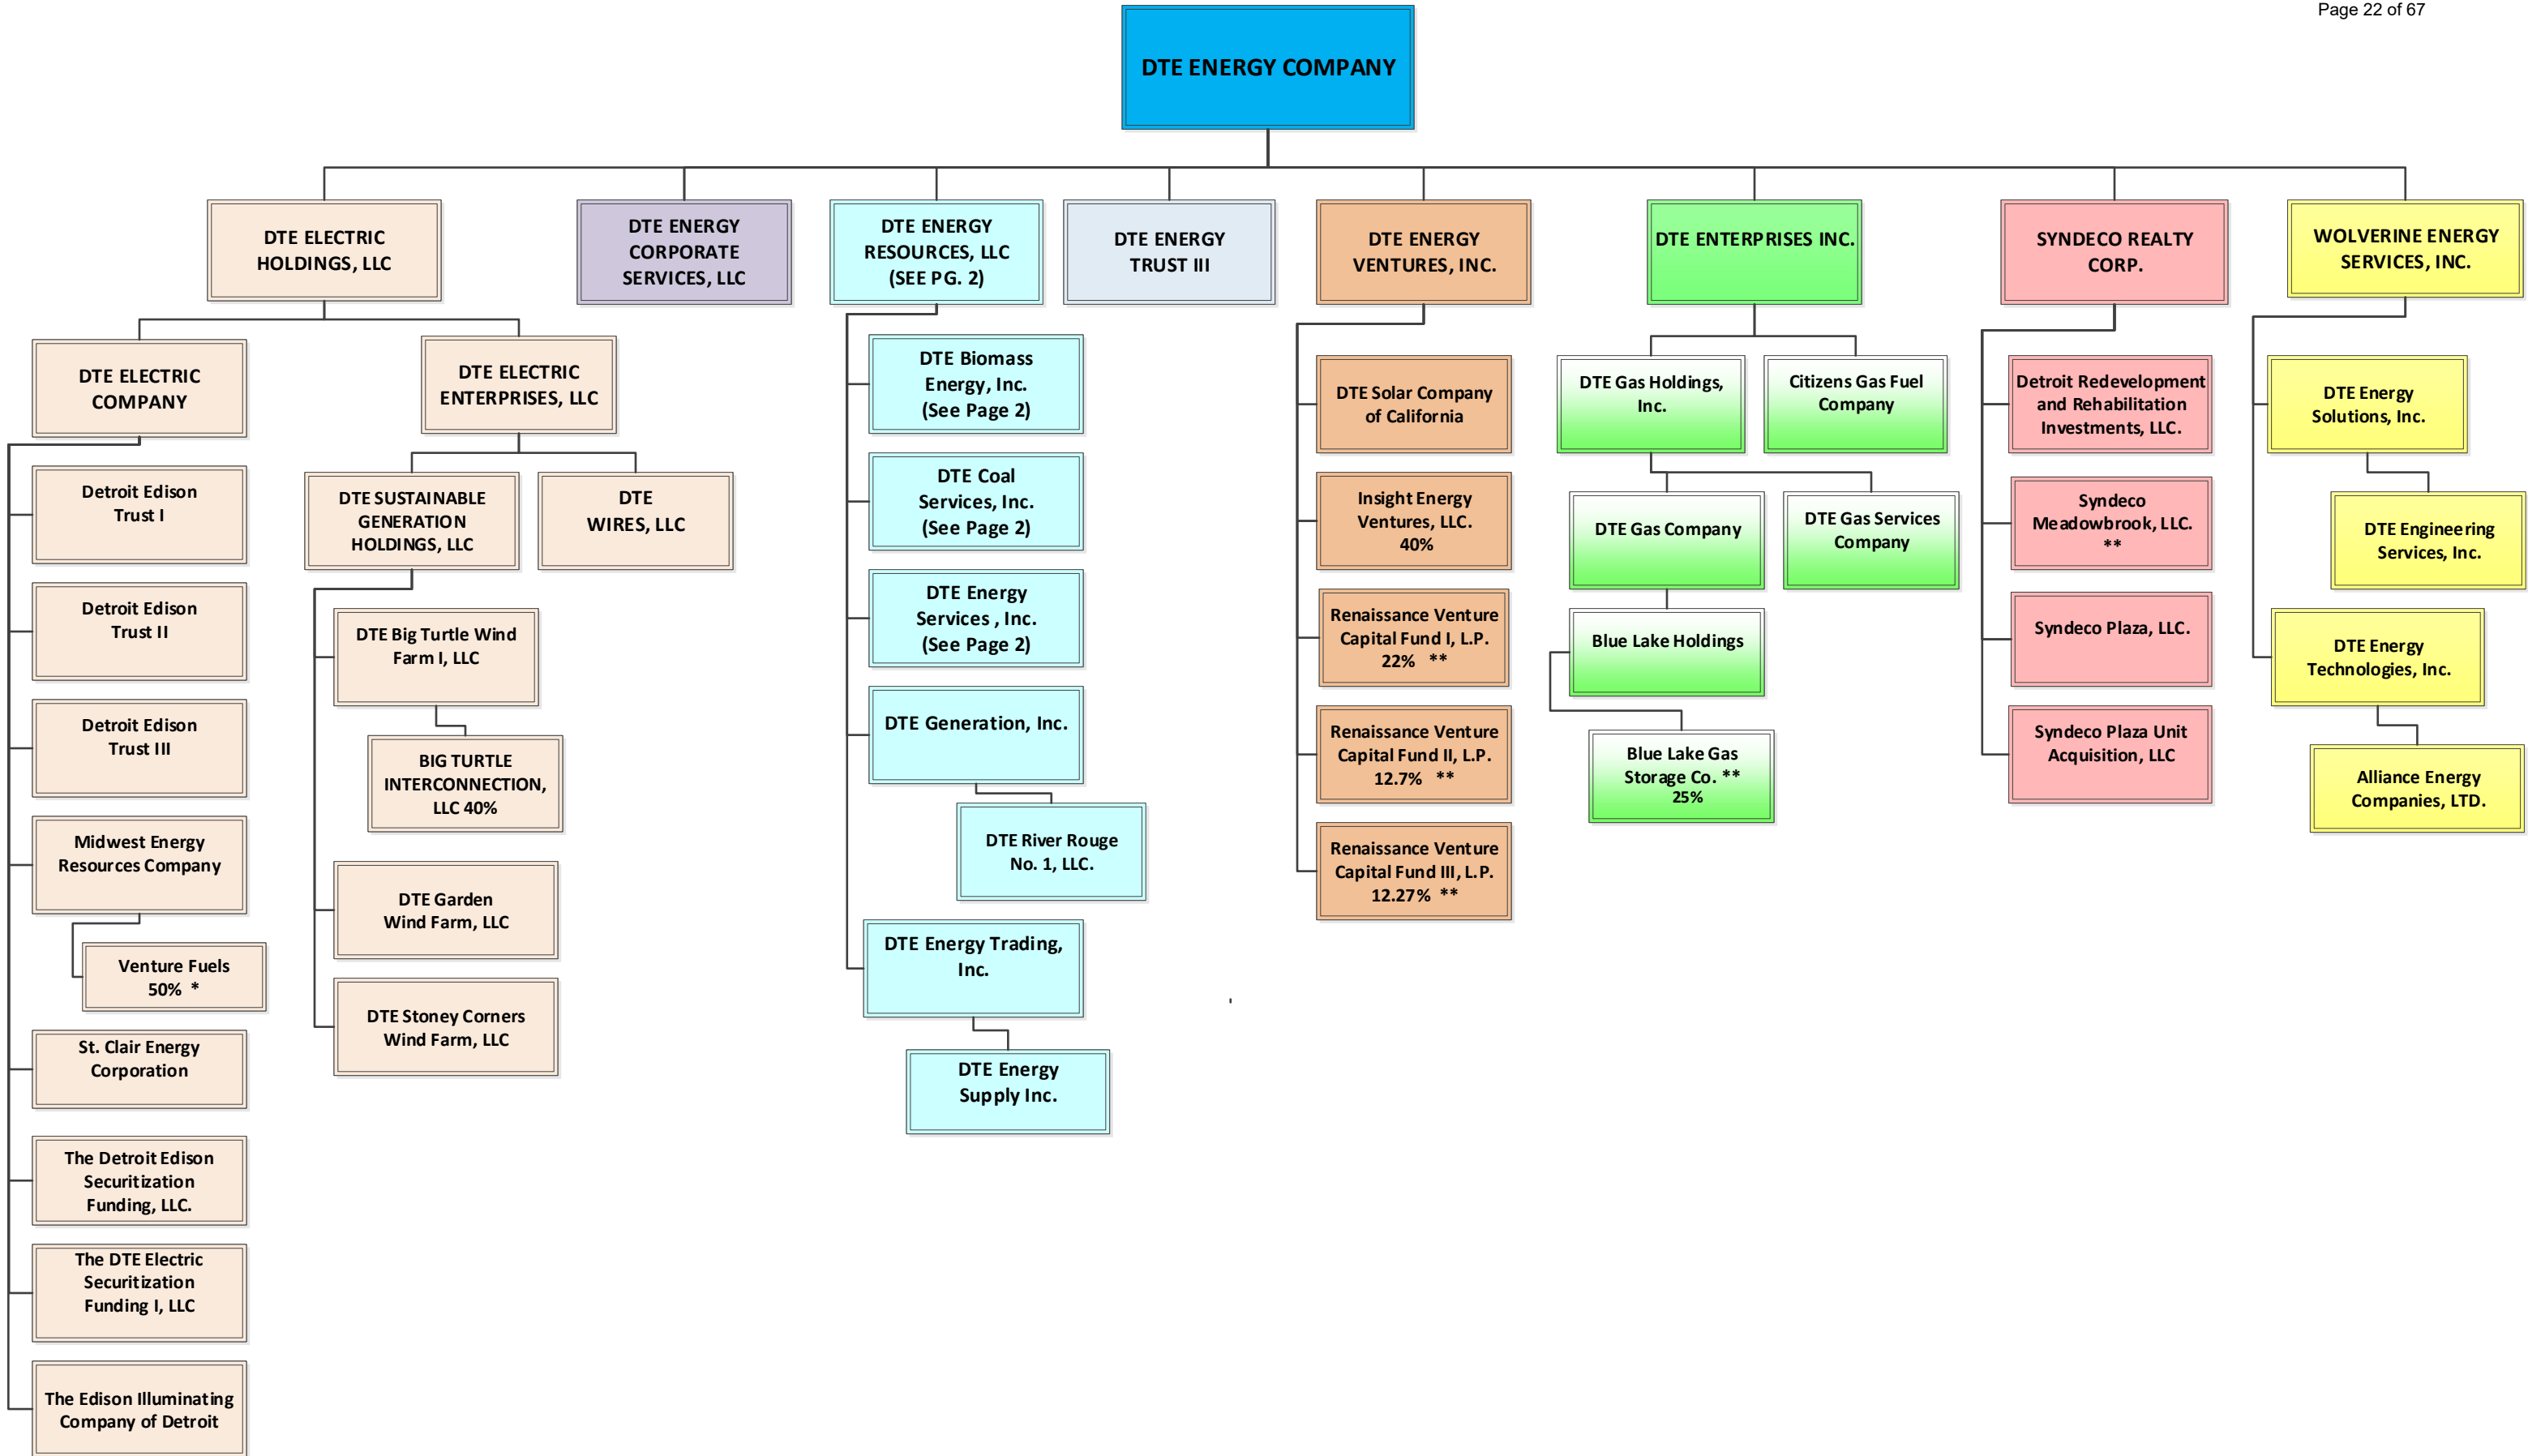 Page 22 of 67
DTE ENERGY COMPANY
DTE ELECTRIC
HOLDINGS, LLC
DTE ENERGY
CORPORATE
SERVICES, LLC
DTE ENERGY
RESOURCES, LLC
(SEE PG. 2)
DTE ENERGY
TRUST III
DTE ENERGY
VENTURES, INC.
DTE ENTERPRISES INC.
SYNDECO REALTY
CORP.
WOLVERINE ENERGY
SERVICES, INC.
DTE ELECTRIC
COMPANY
Detroit Edison
Trust I
Detroit Edison
Trust II
Detroit Edison
Trust III
Midwest Energy
Resources Company
Venture Fuels
50% *
St. Clair Energy
Corporation
The Detroit Edison
Securitization
Funding, LLC.
The DTE Electric
Securitization
Funding I, LLC
The Edison Illuminating
Company of Detroit
DTE ELECTRIC
ENTERPRISES, LLC
DTE SUSTAINABLE
GENERATION
HOLDINGS, LLC
DTE
WIRES, LLC
DTE Big Turtle Wind
Farm I, LLC
BIG TURTLE
INTERCONNECTION,
LLC 40%
DTE Garden
Wind Farm, LLC
DTE Stoney Corners
Wind Farm, LLC
DTE Biomass
Energy, Inc.
(See Page 2)
DTE Coal
Services, Inc.
(See Page 2)
DTE Energy
Services , Inc.
(See Page 2)
DTE Generation, Inc.
DTE River Rouge
No. 1, LLC.
DTE Energy Trading,
Inc.
DTE Energy
Supply Inc.
DTE Solar Company
of California
Insight Energy
Ventures, LLC.
40%
Renaissance Venture
Capital Fund I, L.P.
22% **
Renaissance Venture
Capital Fund II, L.P.
12.7% **
Renaissance Venture
Capital Fund III, L.P.
12.27% **
DTE Gas Holdings,
Inc.
Citizens Gas Fuel
Company
DTE Gas Company
DTE Gas Services
Company
Blue Lake Holdings
Blue Lake Gas
Storage Co. **
25%
Detroit Redevelopment
and Rehabilitation
Investments, LLC.
Syndeco
Meadowbrook, LLC.
**
Syndeco Plaza, LLC.
Syndeco Plaza Unit
Acquisition, LLC
DTE Energy
Solutions, Inc.
DTE Engineering
Services, Inc.
DTE Energy
Technologies, Inc.
Alliance Energy
Companies, LTD.